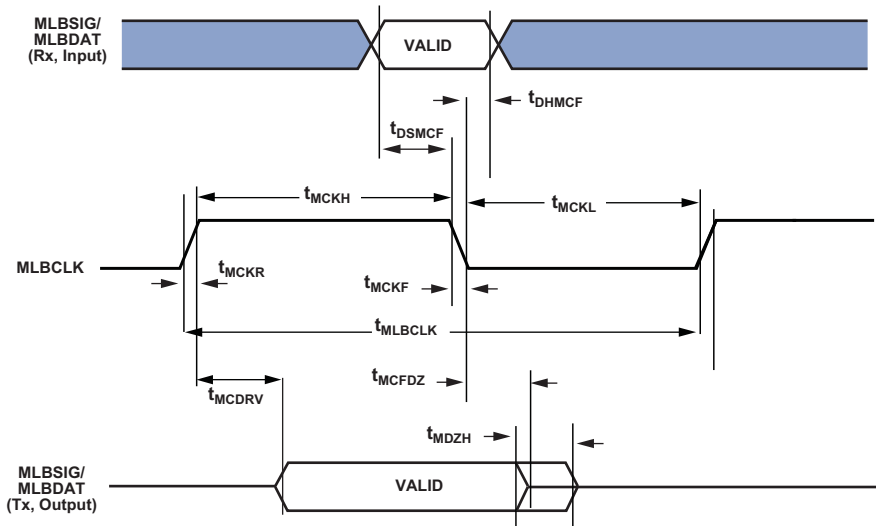 MLBSIG/
MLBDAT
(Rx, Input)
VALID
tDHMCF
tDSMCF
tMCKH
tMCKL
MLBCLK
tMCKR
tMCKF
tMLBCLK
tMCFDZ
tMCDRV
tMDZH
MLBSIG/
MLBDAT
(Tx, Output)
VALID